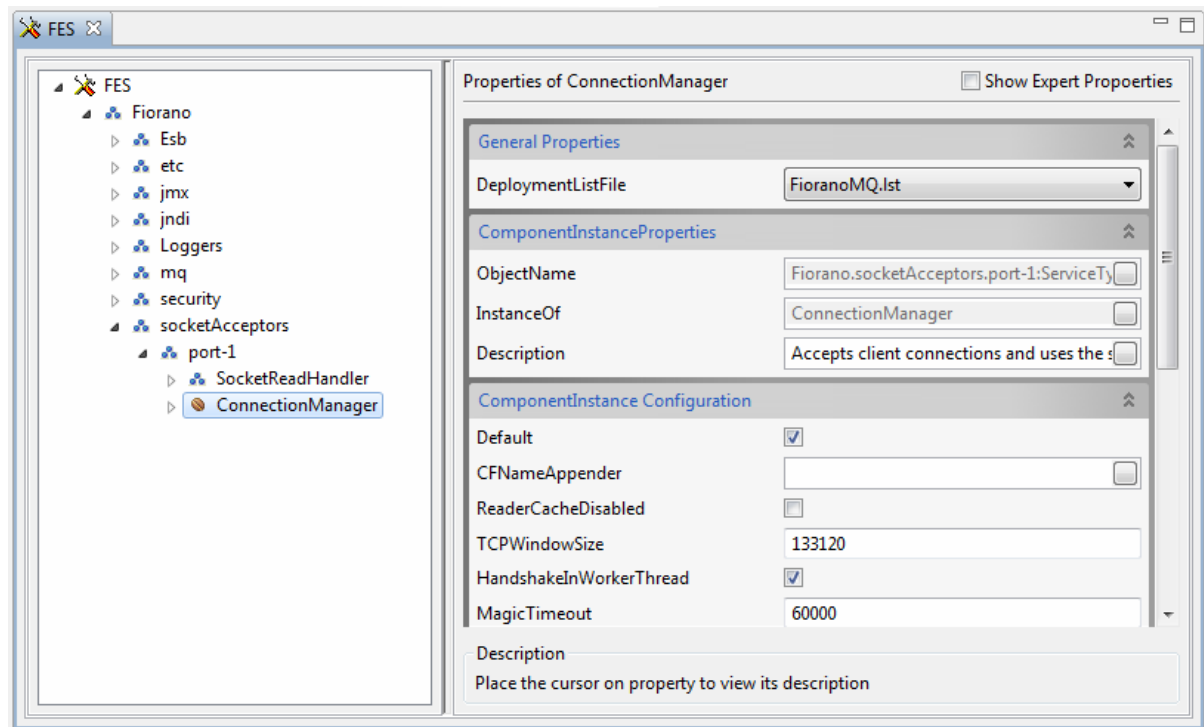 FES
FES
Fiorano
Esb
etc
jmx
jndi
Loggers
mq
security
socketAcceptors
port-1
SocketReadHandler
ConnectionManager
Properties of ConnectionManager
Show Expert Propoerties
General Properties
DeploymentListFile FioranoMQ.lst
ComponentInstanceProperties
ObjectName Fiorano.socketAcceptors.port-1:ServiceTy
InstanceOf ConnectionManager
Description Accepts client connections and uses the s
ComponentInstance Configuration
Default
CFNameAppender
ReaderCacheDisabled
TCPWindowSize 133120
HandshakeInWorkerThread
MagicTimeout 60000
Description
Place the cursor on property to view its description